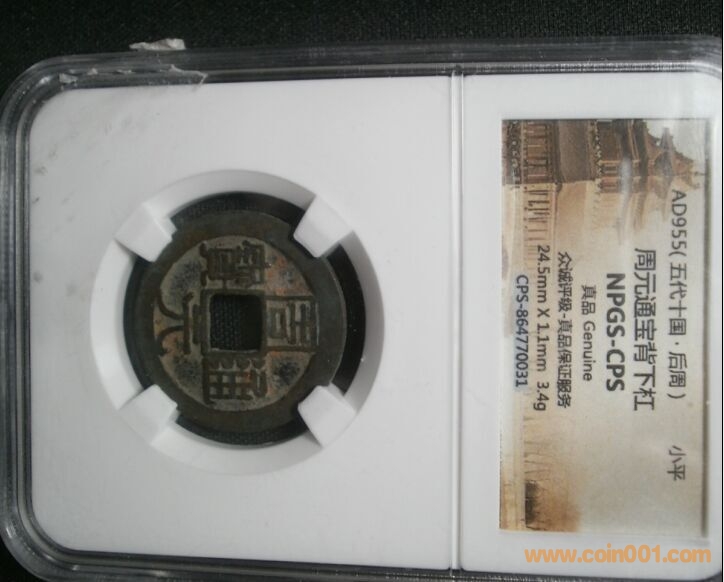 AD955(五代十国·后周) 小平
周元通宝背下杠
NPGS-CPS
真品 Genuine
众诚评级-真品保证服务
24.5mm X 1.1mm 3.4g
CPS-864770031
周元通寳
www.coin001.com